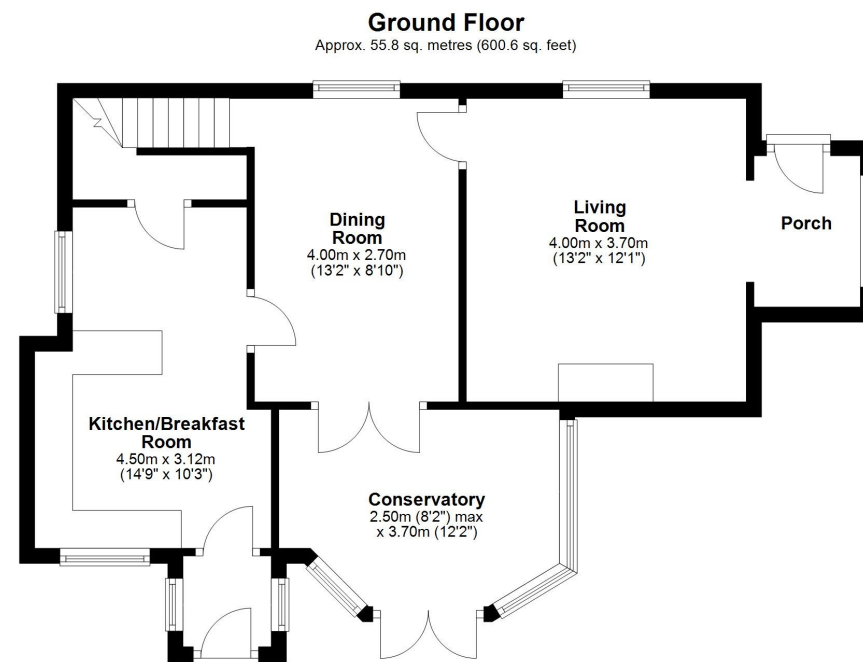 Ground Floor
Approx. 55.8 sq. metres (600.6 sq. feet)
Dining
Room
4.00m x 2.70m
(13'2" x 8'10")
Living
Room
4.00m x 3.70m
(13'2" x 12'1")
Porch
Kitchen/Breakfast
Room
4.50m x 3.12m
(14'9" x 10'3")
Conservatory
2.50m (8'2") max
x 3.70m (12'2")